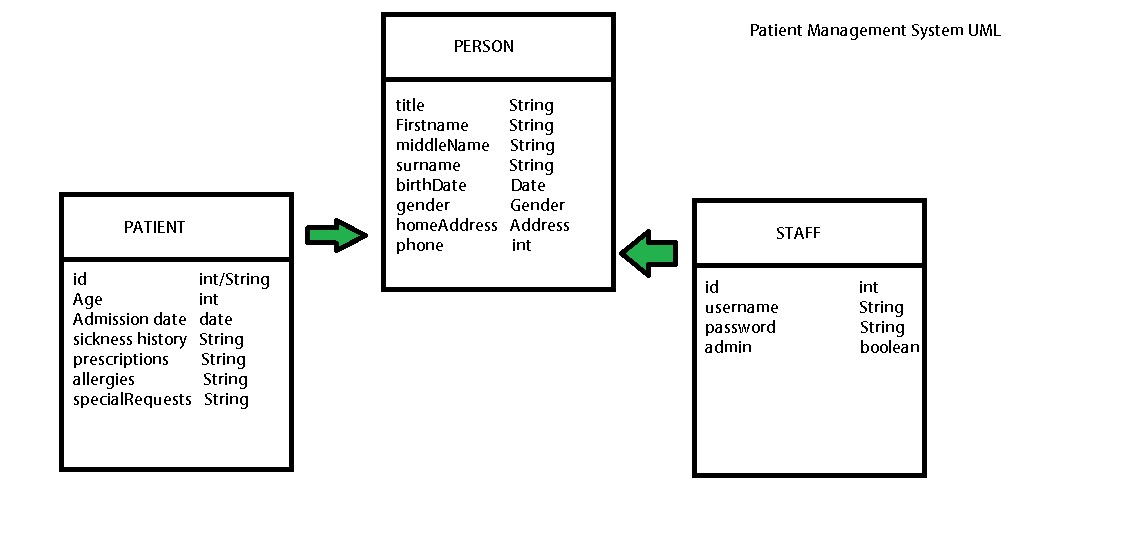 Patient Management System UML
PERSON
title String
Firstname String
middleName String
surname String
birthDate Date
gender Gender
homeAddress Address
phone int
PATIENT
id int/String
Age int
Admission date date
sickness history String
prescriptions String
allergies String
specialRequests String
STAFF
id int
username String
password String
admin boolean